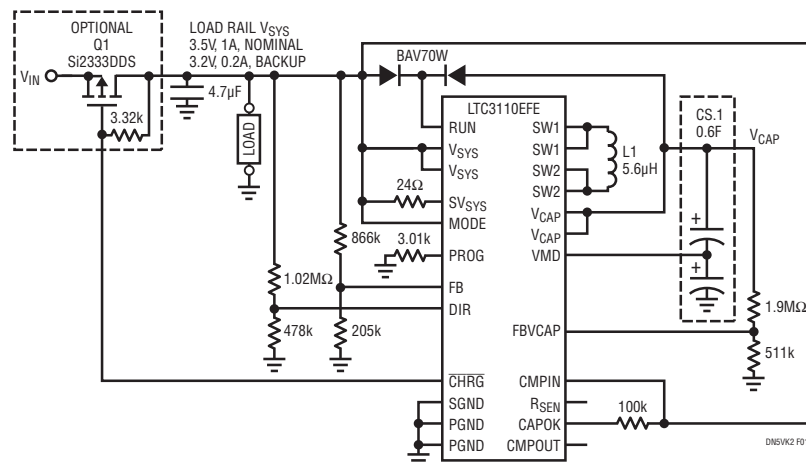 OPTIONAL
Q1
Si2333DDS
VIN
3.32k
LOAD RAIL VSYS
3.5V, 1A, NOMINAL
3.2V, 0.2A, BACKUP
4.7µF
LOAD
BAV70W
LTC3110EFE
RUN
VSYS
VSYS
SVSYS
MODE
PROG
FB
DIR
CHRG
SGND
PGND
PGND
SW1
SW1
SW2
SW2
VCAP
VCAP
VMD
FBVCAP
CMPIN
RSEN
CAPOK
CMPOUT
24Ω
866k
3.01k
1.02MΩ
478k
205k
L1
5.6µH
CS.1
0.6F
VCAP
+
+
1.9MΩ
511k
100k
DN5VK2 F01